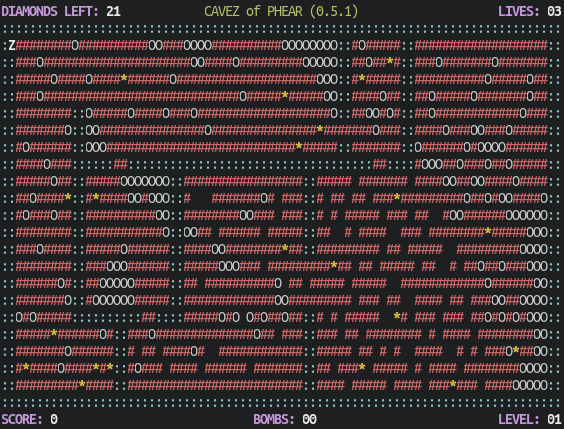 DIAMONDS LEFT: 21 CAVEZ of PHEAR (0.5.1) LIVES: 03
SCORE: 0 BOMBS: 00 LEVEL: 01